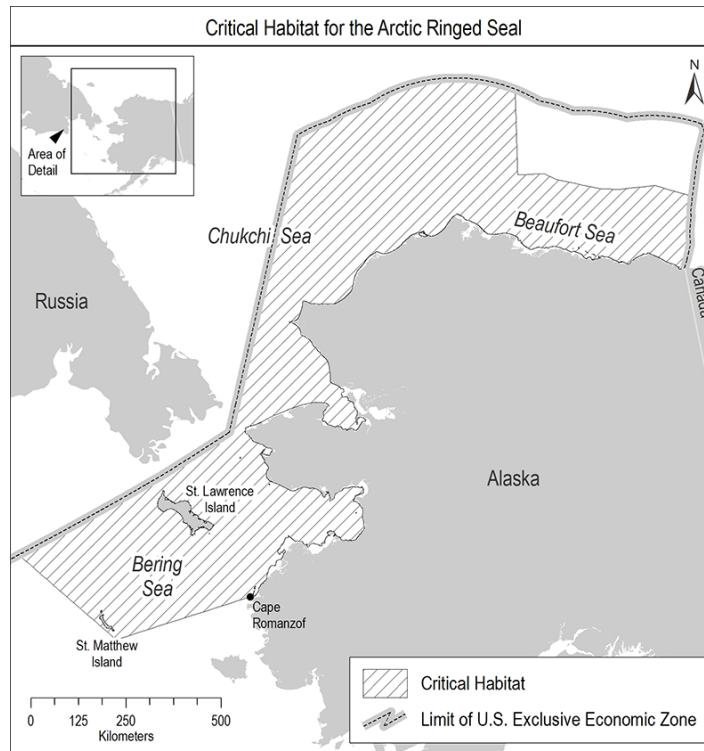 Critical Habitat for the Arctic Ringed Seal
N
Area of
Detail
Chukchi Sea
Beaufort Sea
Russia
Canada
Alaska
St. Lawrence
Island
Bering
Sea
Cape
Romanzof
St. Matthew
Island
Critical Habitat
Limit of U.S. Exclusive Economic Zone
0 125 250 500
Kilometers